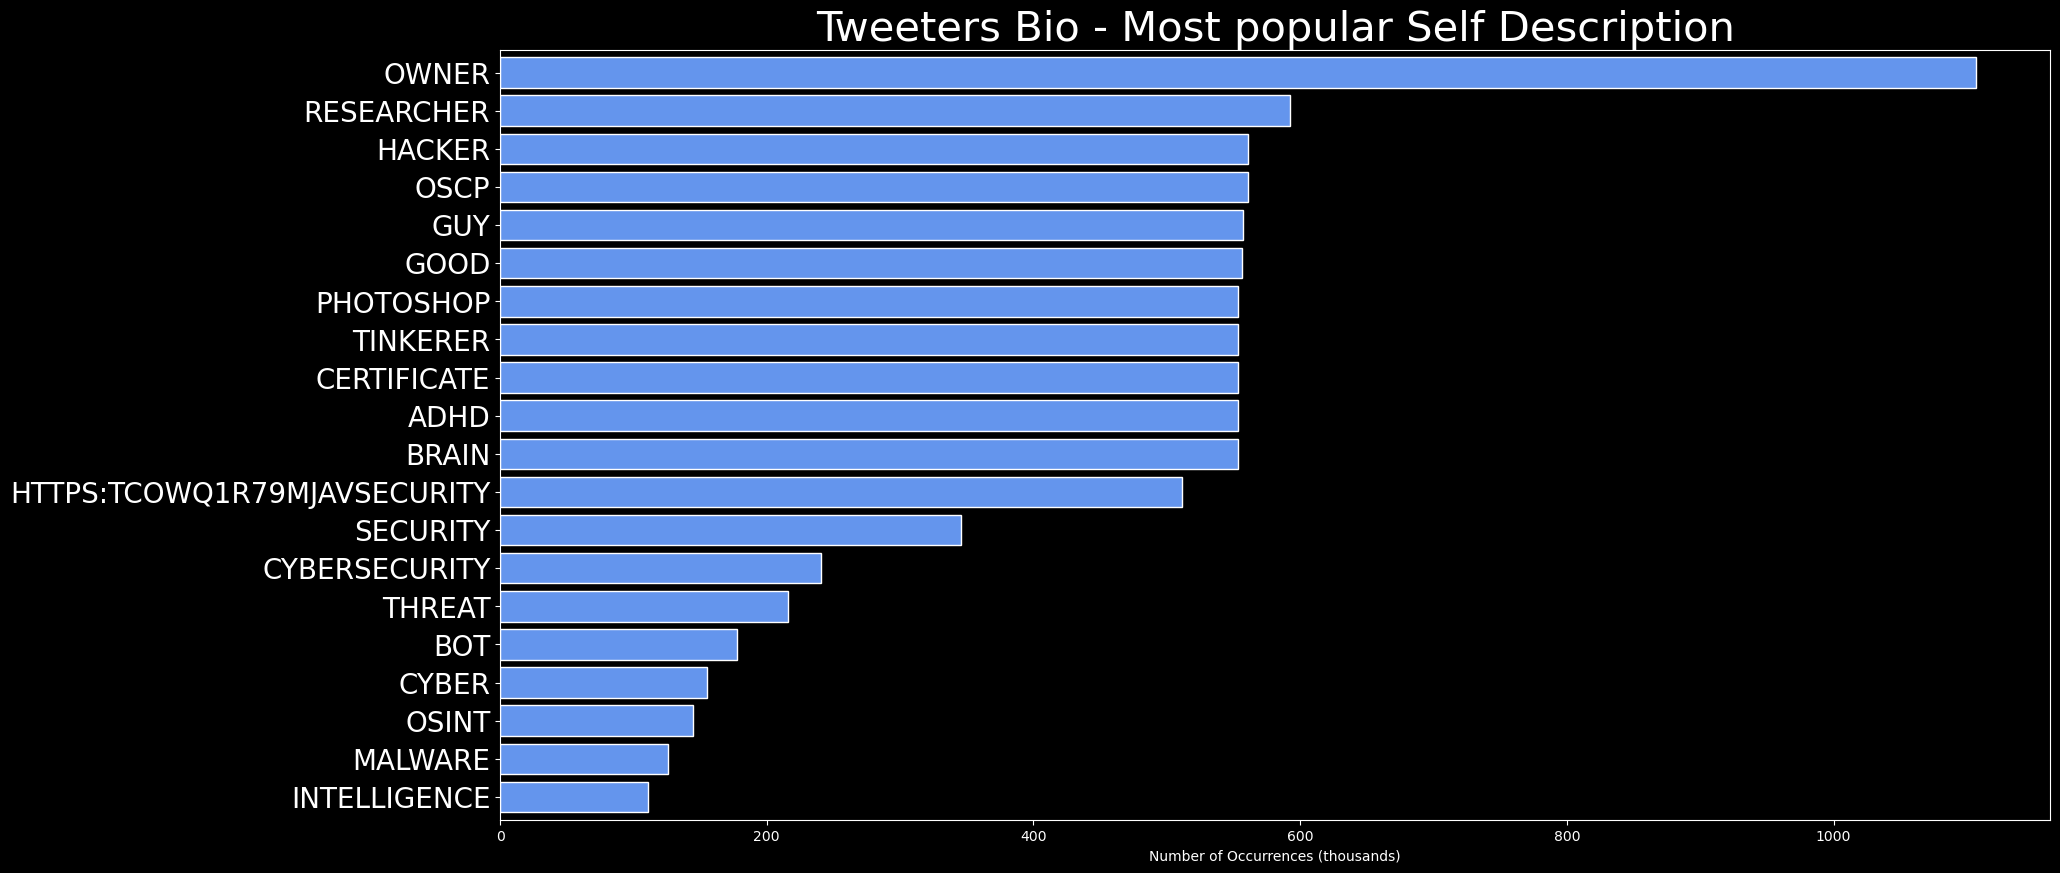 Tweeters Bio - Most popular Self Description
OWNER
RESEARCHER
HACKER
OSCP
GUY
GOOD
PHOTOSHOP
TINKERER
CERTIFICATE
ADHD
BRAIN
HTTPS:TCOWQ1R79MJAVSECURITY
SECURITY
CYBERSECURITY
THREAT
BOT
CYBER
OSINT
MALWARE
INTELLIGENCE
0 200 400 600 800 1000
Number of Occurrences (thousands)